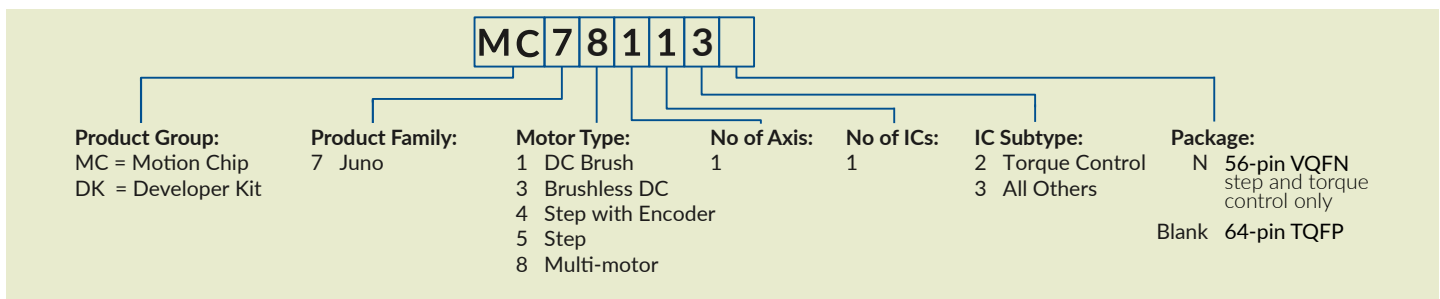 MC78113
Product Group:
MC = Motion Chip
DK = Developer Kit
Product Family:
7 Juno
Motor Type:
1 DC Brush
3 Brushless DC
4 Step with Encoder
5 Step
8 Multi-motor
No of Axis:
1
No of ICs:
1
IC Subtype:
2 Torque Control
3 All Others
Package:
N 56-pin VQFN
step and torque
control only
Blank 64-pin TQFP